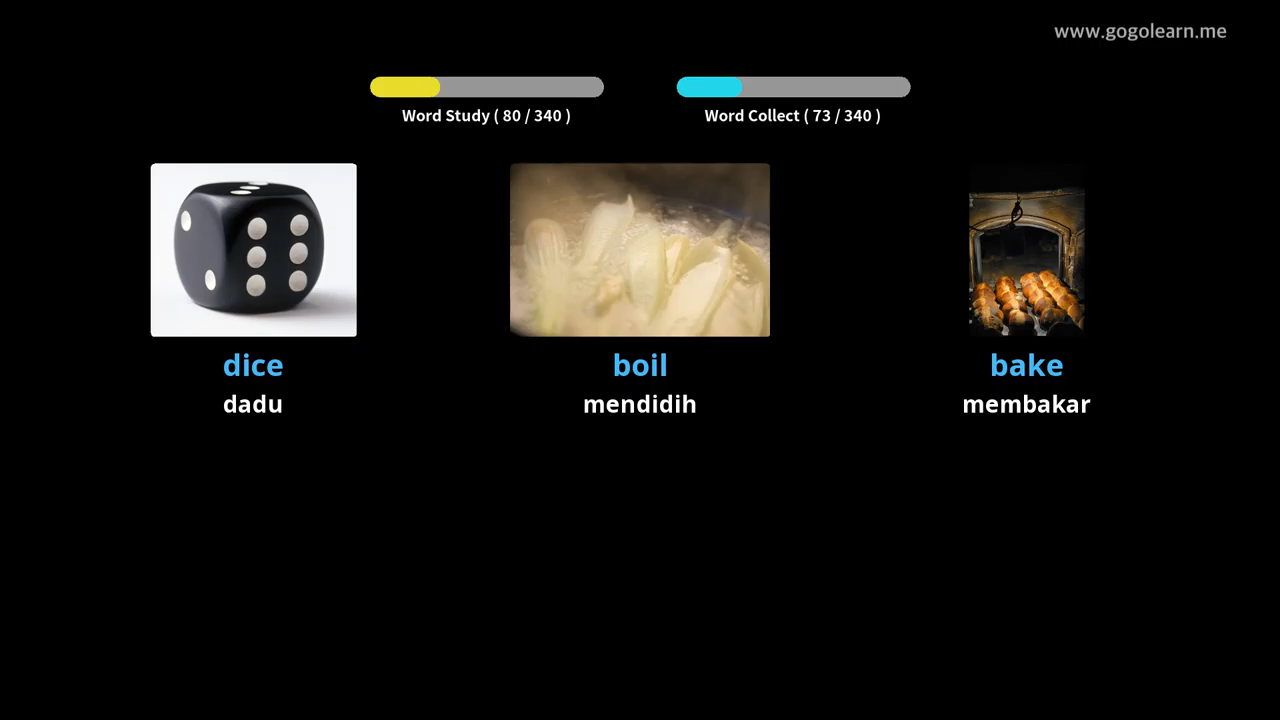 www.gogolearn.me
Word Study ( 80 / 340 )
Word Collect ( 73 / 340 )
dice
boil
bake
dadu
mendidih
membakar